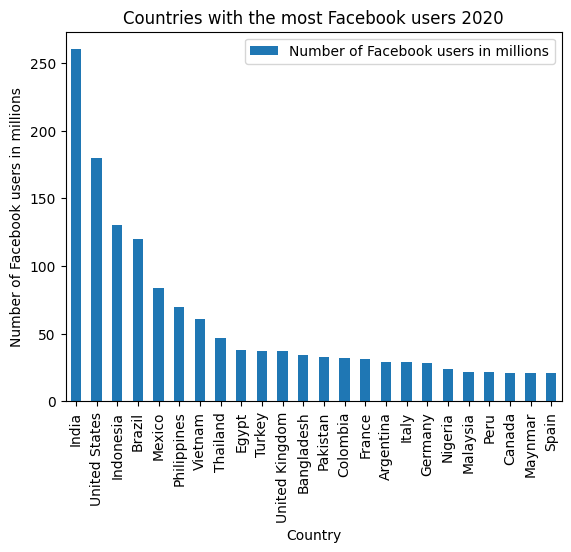 Countries with the most Facebook users 2020
Number of Facebook users in millions
Number of Facebook users in millions
250
200
150
100
50
0
India
United States
Indonesia
Brazil
Mexico
Philippines
Vietnam
Thailand
Egypt
Turkey
United Kingdom
Bangladesh
Pakistan
Colombia
France
Argentina
Italy
Germany
Nigeria
Malaysia
Peru
Canada
Maynmar
Spain
Country